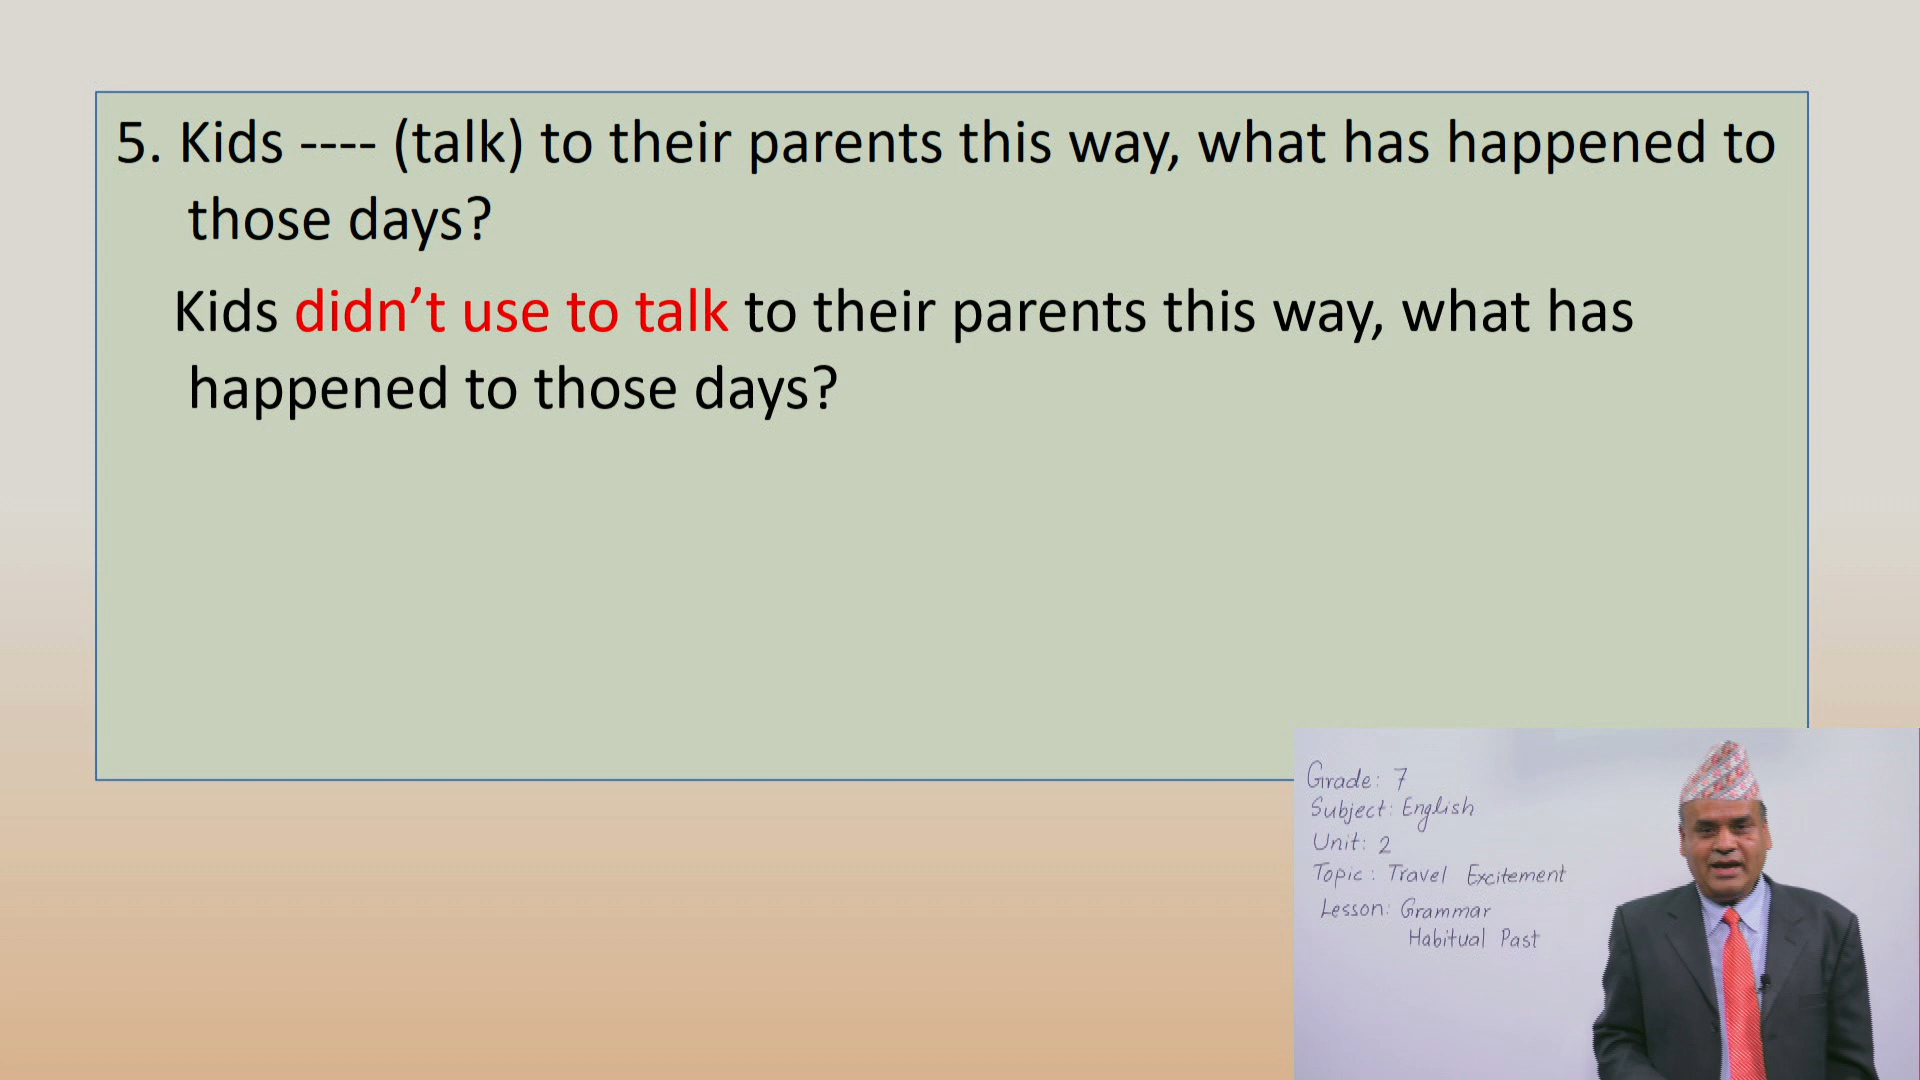 5. Kids ---- (talk) to their parents this way, what has happened to
those days?
Kids didn’t use to talk to their parents this way, what has
happened to those days?
Grade: 7
Subject: English
Unit: 2
Topic: Travel Excitement
Lesson: Grammar
Habitual Past